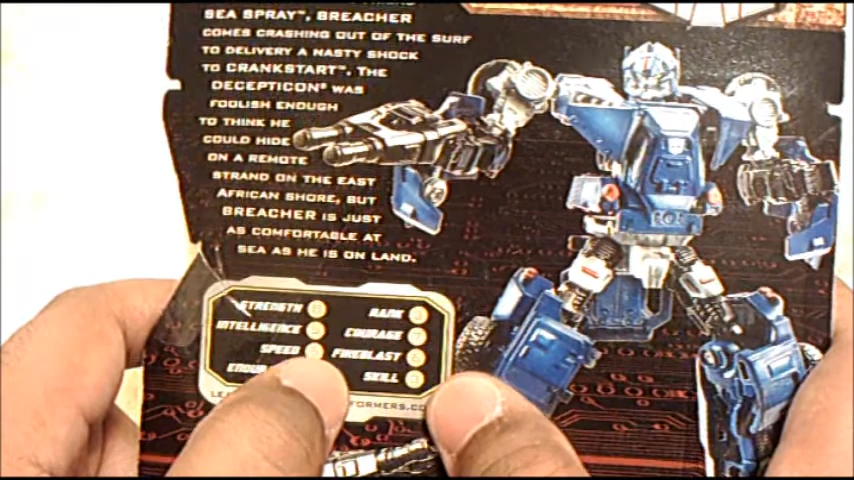 SEA SPRAY™, BREACHER
COMES CRASHING OUT OF THE SURF
TO DELIVERY A NASTY SHOCK
TO CRANKSTART™. THE
DECEPTICON® WAS
FOOLISH ENOUGH
TO THINK HE
COULD HIDE
ON A REMOTE
STRAND ON THE EAST
AFRICAN SHORE, BUT
BREACHER IS JUST
AS COMFORTABLE AT
SEA AS HE IS ON LAND.
STRENGTH RANK
INTELLIGENCE COURAGE
SPEED FIREBLAST
SKILL